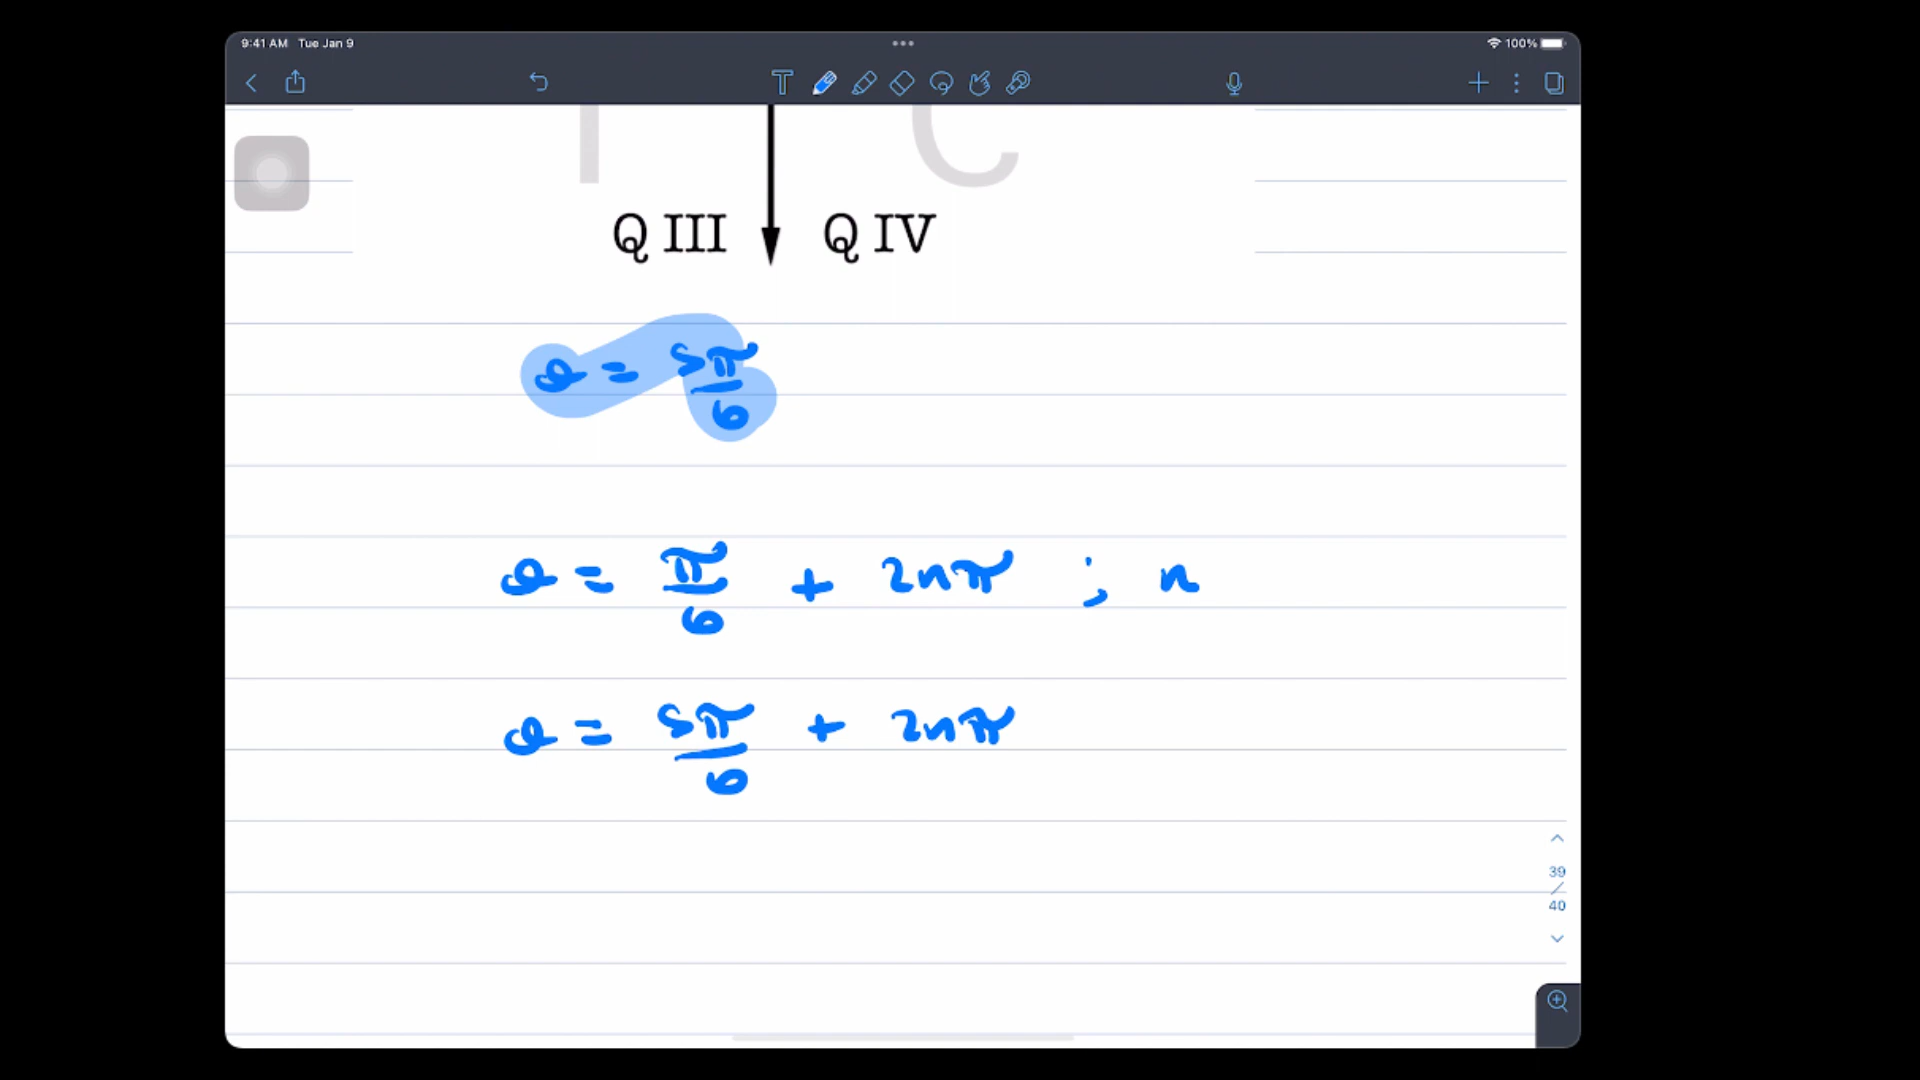 9:41 AM Tue Jan 9
100%
T C
Q III Q IV
θ = 5π/6
θ = π/6 + 2nπ ; n
θ = 5π/6 + 2nπ
39
/
40